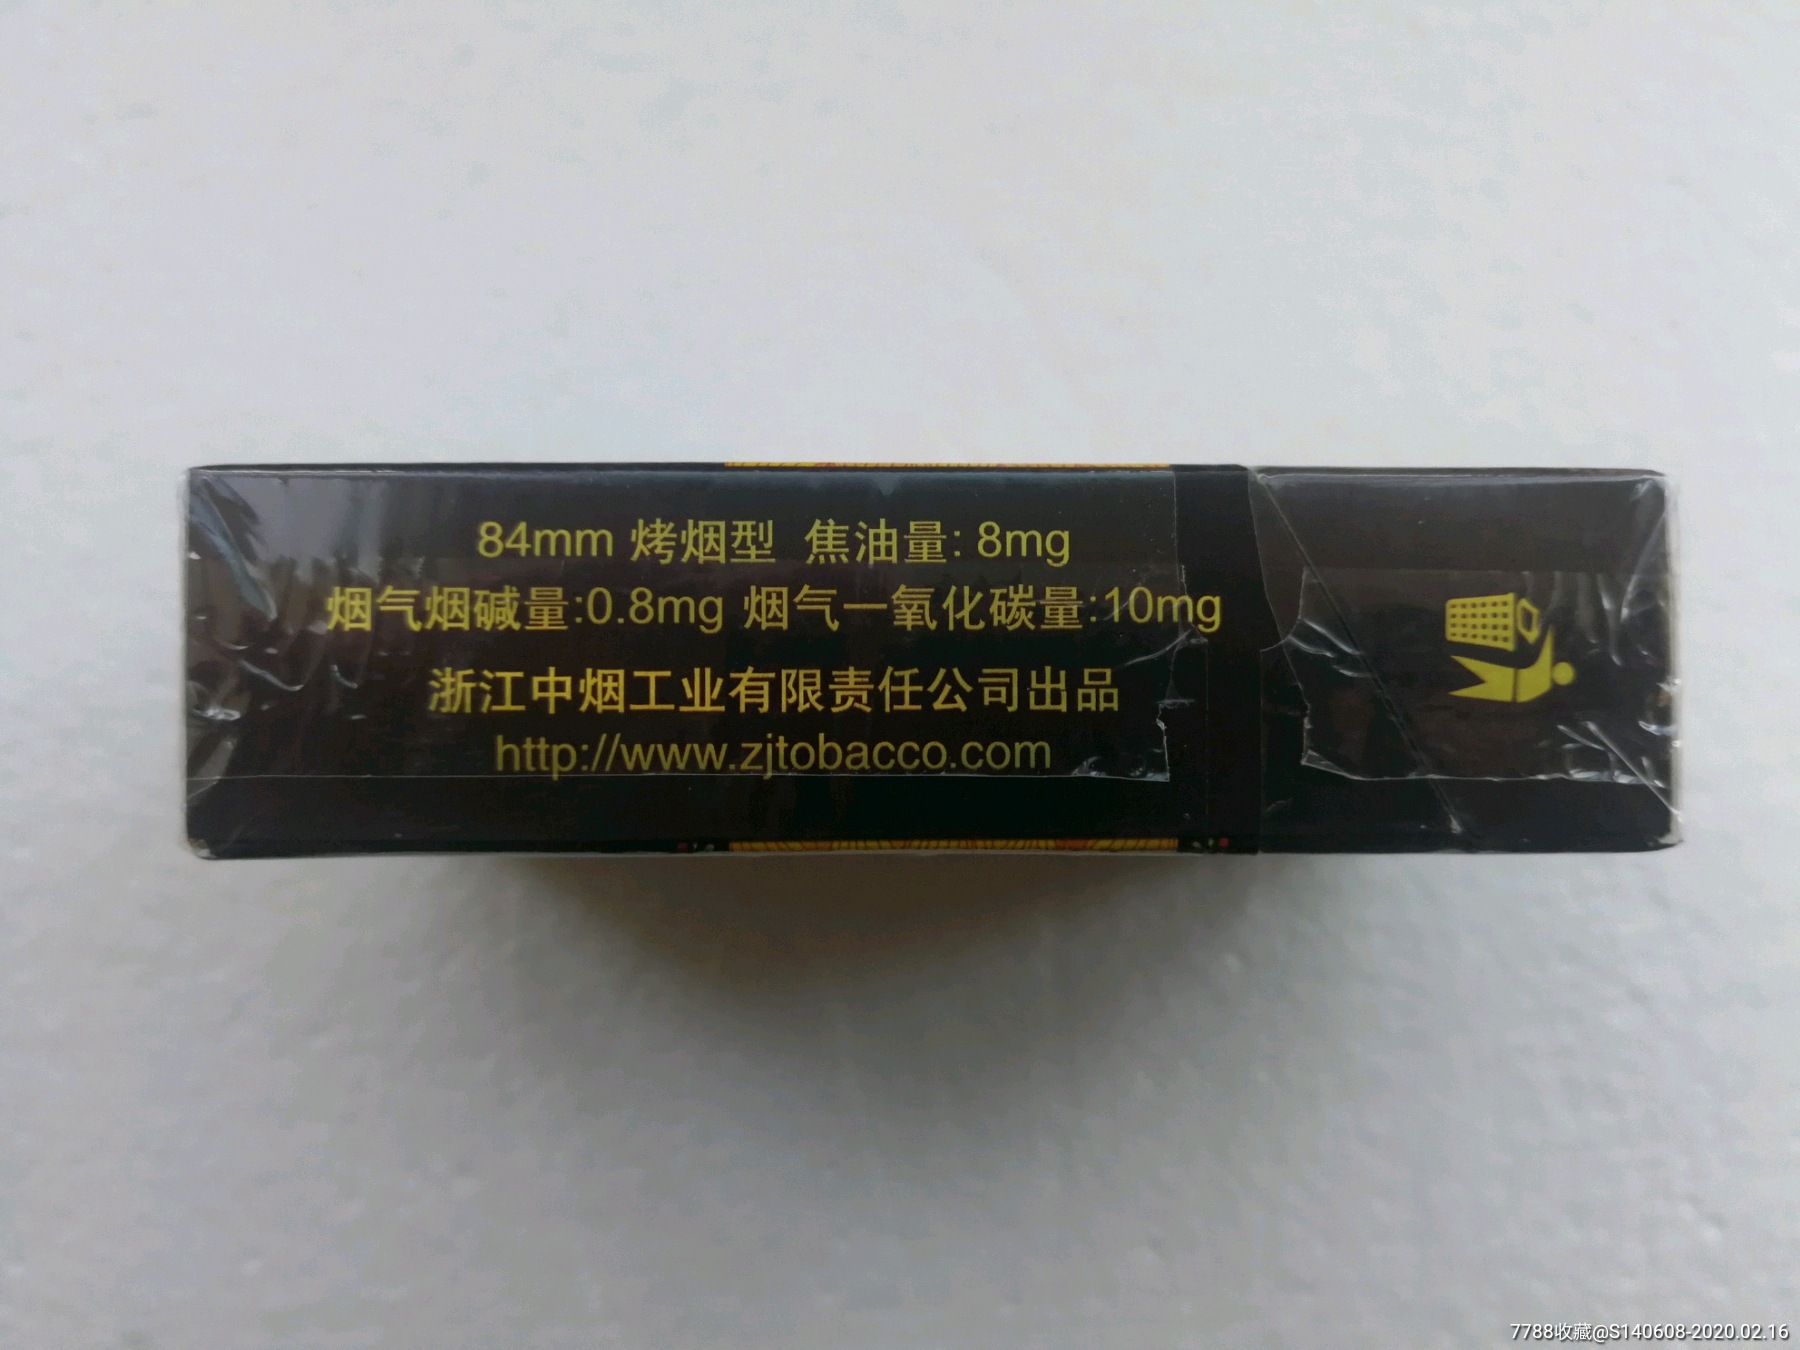 84mm 烤烟型 焦油量: 8mg
烟气烟碱量:0.8mg 烟气一氧化碳量:10mg
浙江中烟工业有限责任公司出品
http://www.zjtobacco.com
7788收藏@S140608-2020.02.16